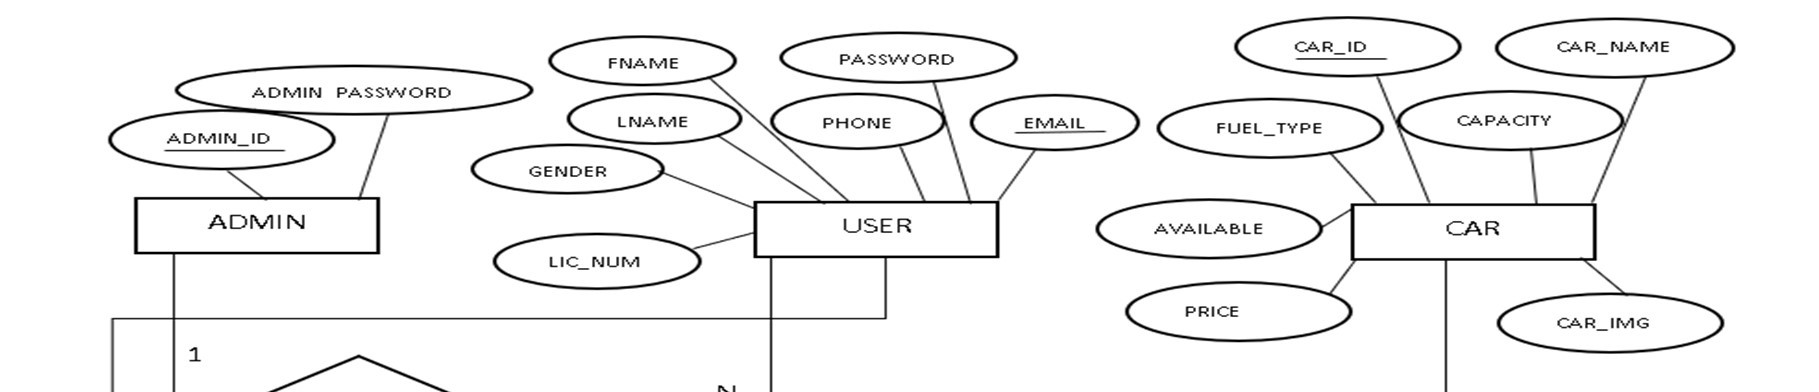 ADMIN PASSWORD
ADMIN_ID
ADMIN
FNAME
LNAME
GENDER
LIC_NUM
PASSWORD
PHONE
EMAIL
USER
CAR_ID
CAR_NAME
FUEL_TYPE
CAPACITY
AVAILABLE
CAR
PRICE
CAR_IMG
1